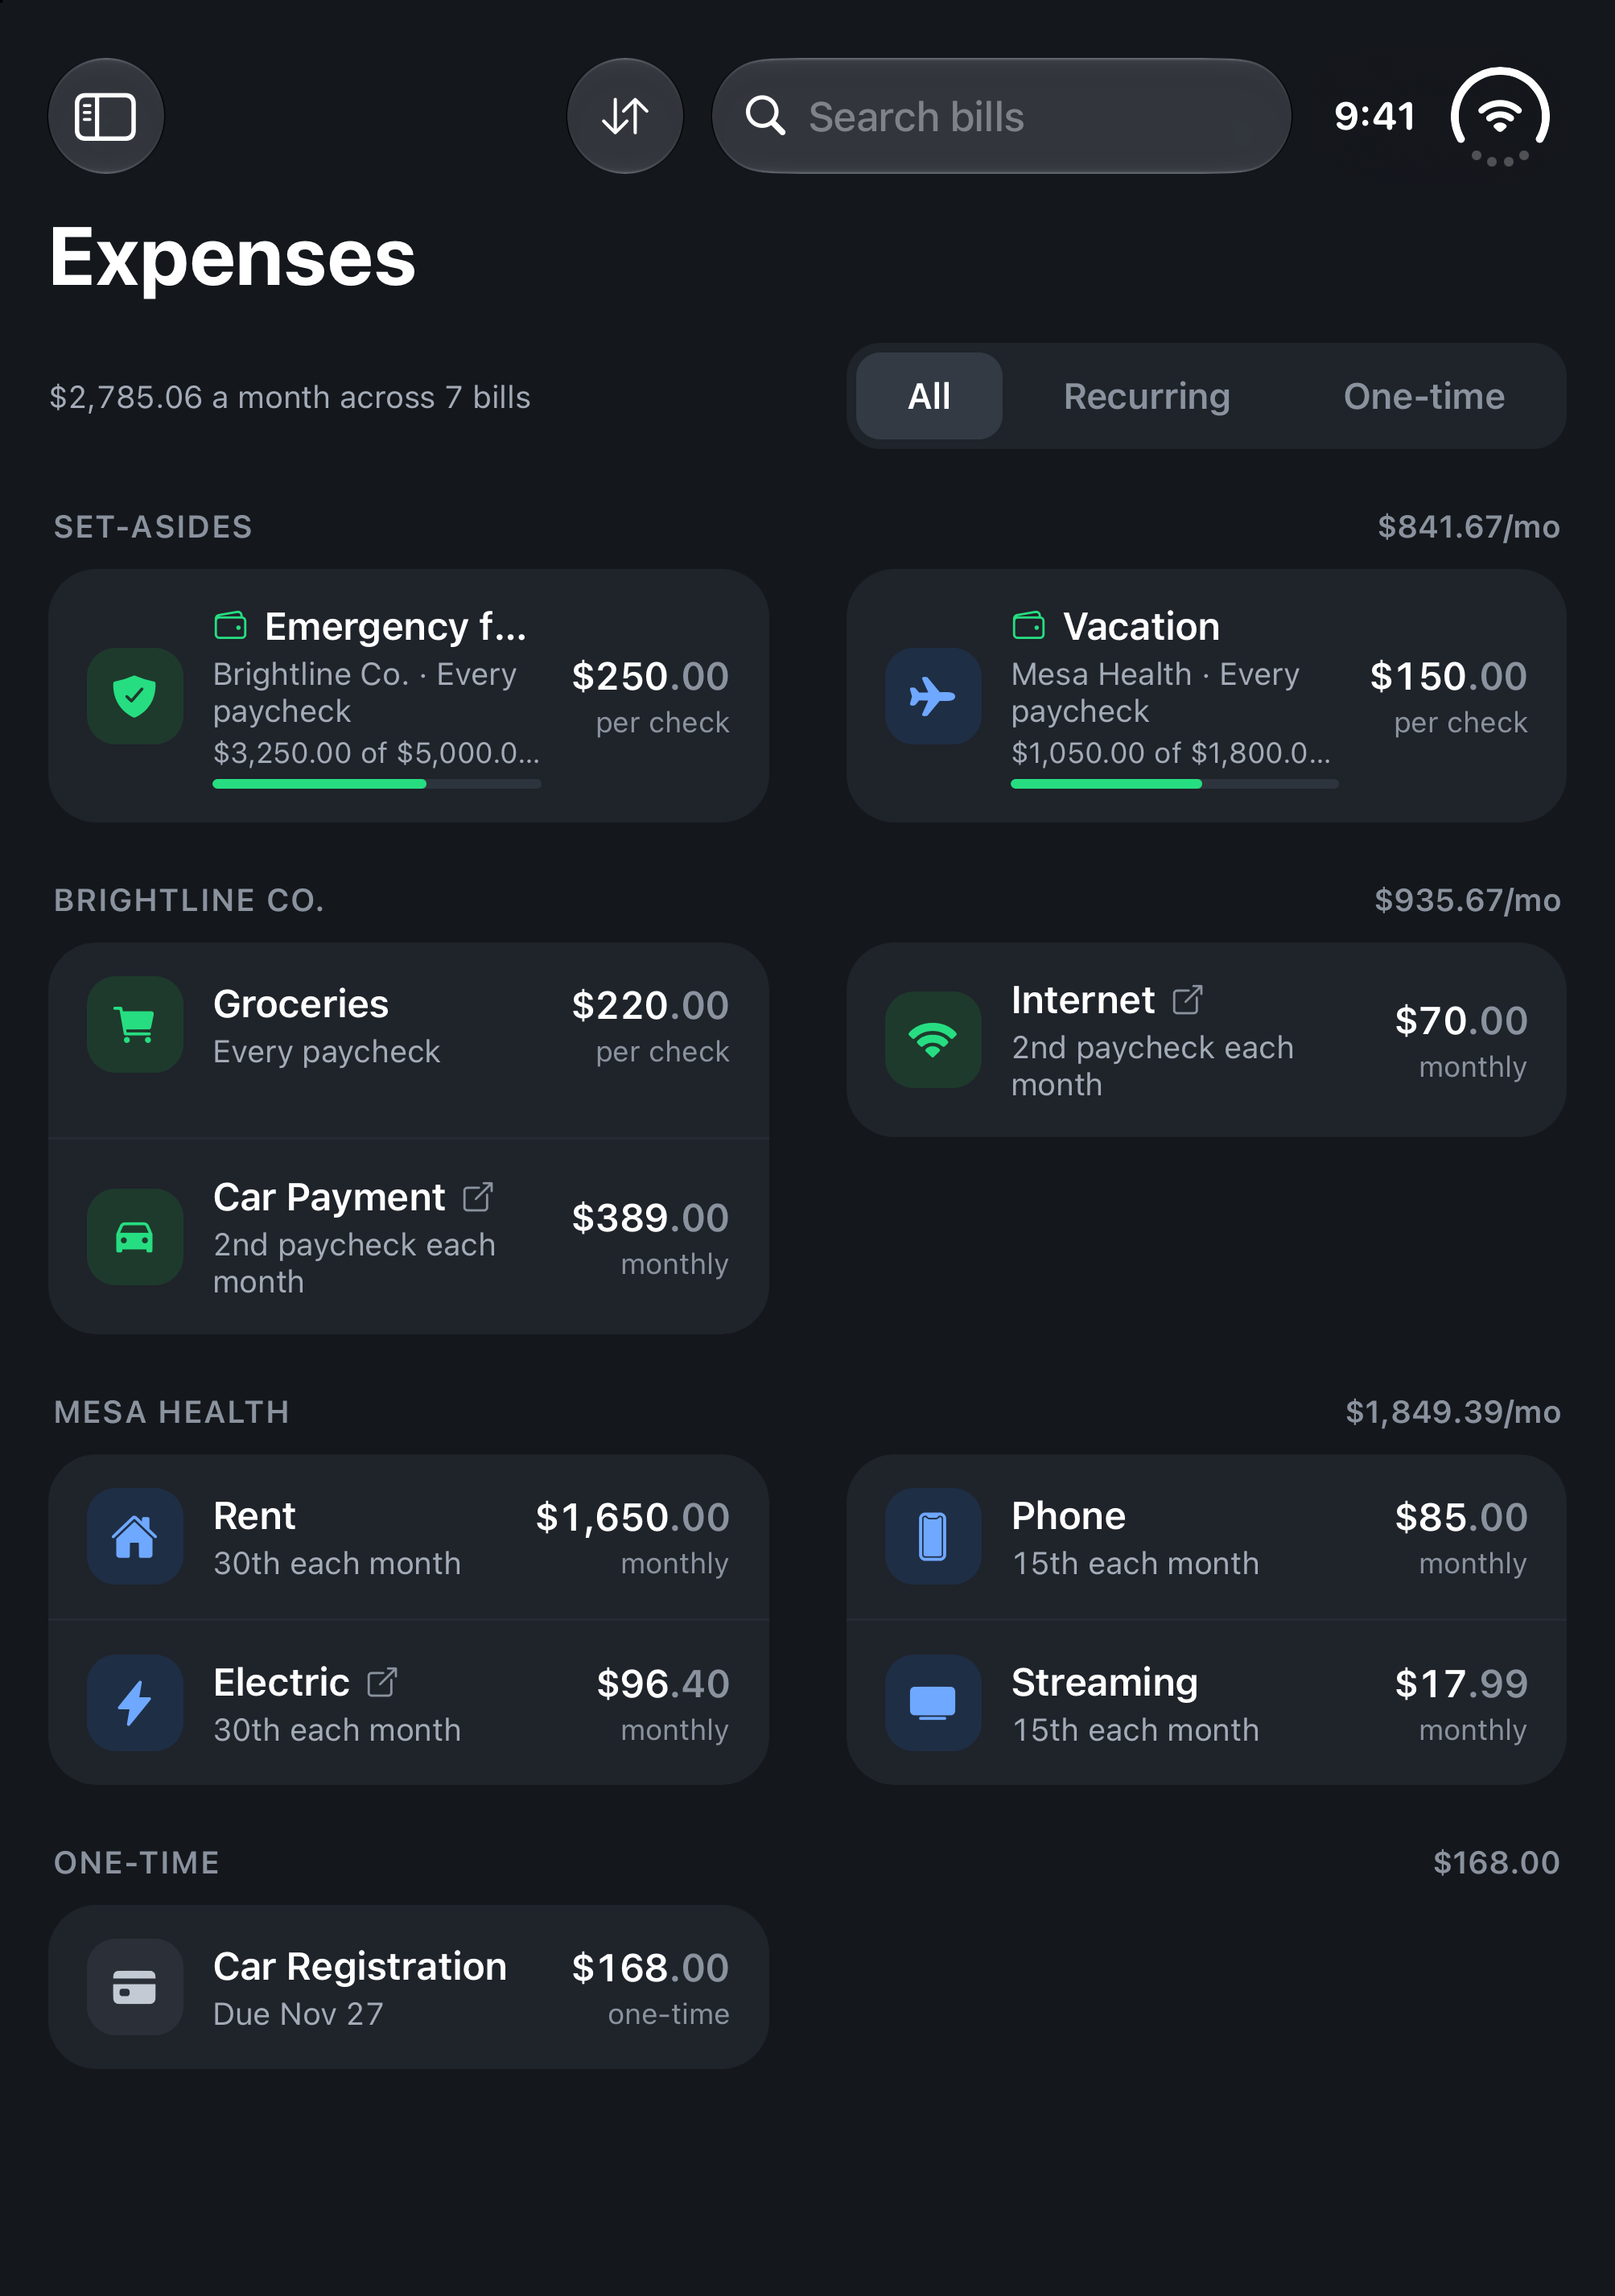 Search bills
9:41
Expenses
$2,785.06 a month across 7 bills
All
Recurring
One-time
SET-ASIDES
$841.67/mo
Emergency f...
Brightline Co. · Every
paycheck
$3,250.00 of $5,000.0...
$250.00
per check
Vacation
Mesa Health · Every
paycheck
$1,050.00 of $1,800.0...
$150.00
per check
BRIGHTLINE CO.
$935.67/mo
Groceries
Every paycheck
$220.00
per check
Internet
2nd paycheck each
month
$70.00
monthly
Car Payment
2nd paycheck each
month
$389.00
monthly
MESA HEALTH
$1,849.39/mo
Rent
30th each month
$1,650.00
monthly
Phone
15th each month
$85.00
monthly
Electric
30th each month
$96.40
monthly
Streaming
15th each month
$17.99
monthly
ONE-TIME
$168.00
Car Registration
Due Nov 27
$168.00
one-time